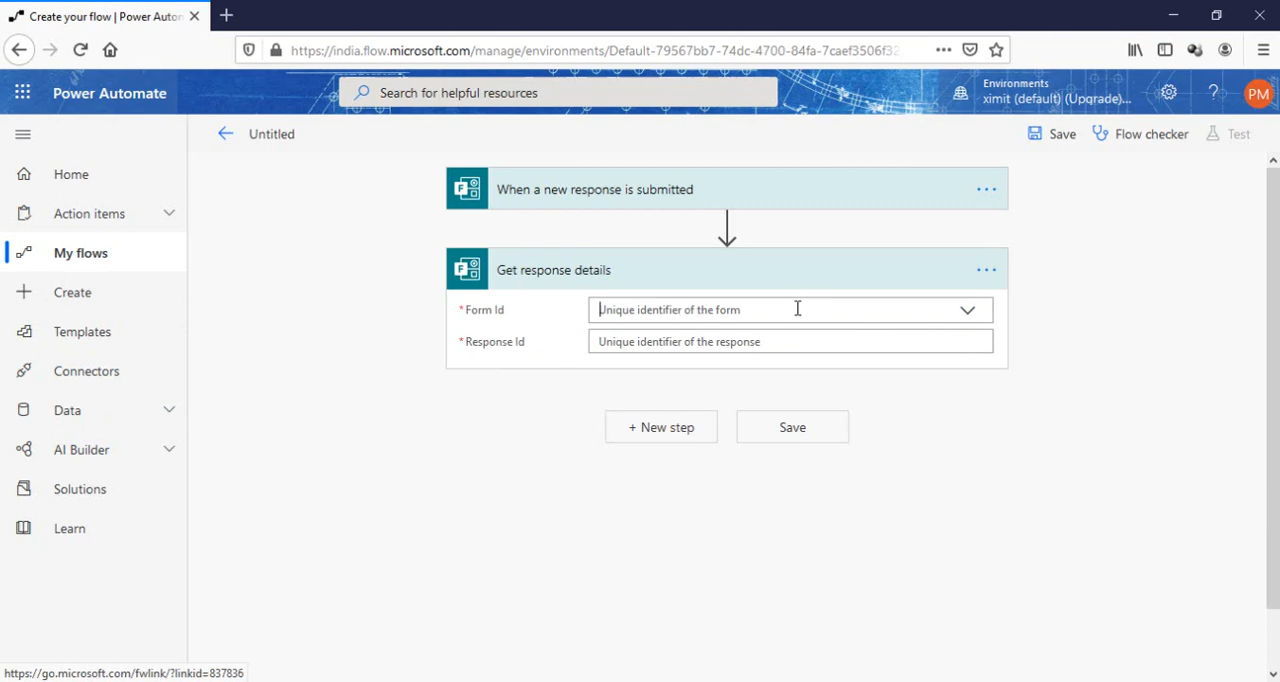 Create your flow | Power Auton
https://india.flow.microsoft.com/manage/environments/Default-79567bb7-74dc-4700-84fa-7caef3506f32
Power Automate
Search for helpful resources
Environments
ximit (default) (Upgrade)...
?
PM
Untitled
Save
Flow checker
Test
Home
Action items
My flows
Create
Templates
Connectors
Data
AI Builder
Solutions
Learn
F
When a new response is submitted
F
Get response details
*Form Id
Unique identifier of the form
*Response Id
Unique identifier of the response
+ New step
Save
https://go.microsoft.com/fwlink/?linkid=837836